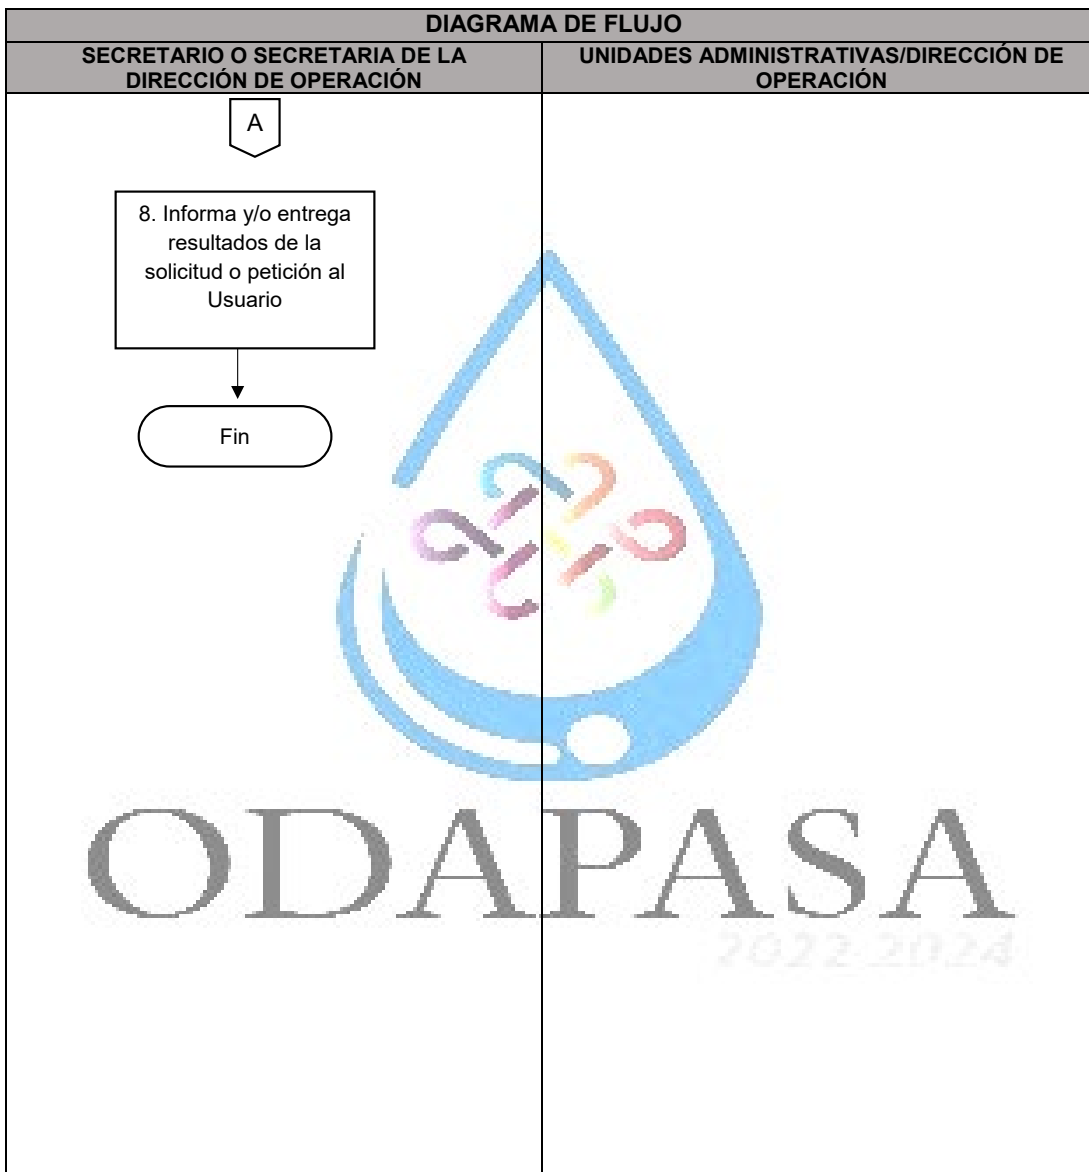 DIAGRAMA DE FLUJO
SECRETARIO O SECRETARIA DE LA
DIRECCIÓN DE OPERACIÓN
UNIDADES ADMINISTRATIVAS/DIRECCIÓN DE
OPERACIÓN
A
8. Informa y/o entrega
resultados de la
solicitud o petición al
Usuario
Fin
ODAPASA
2022-2024